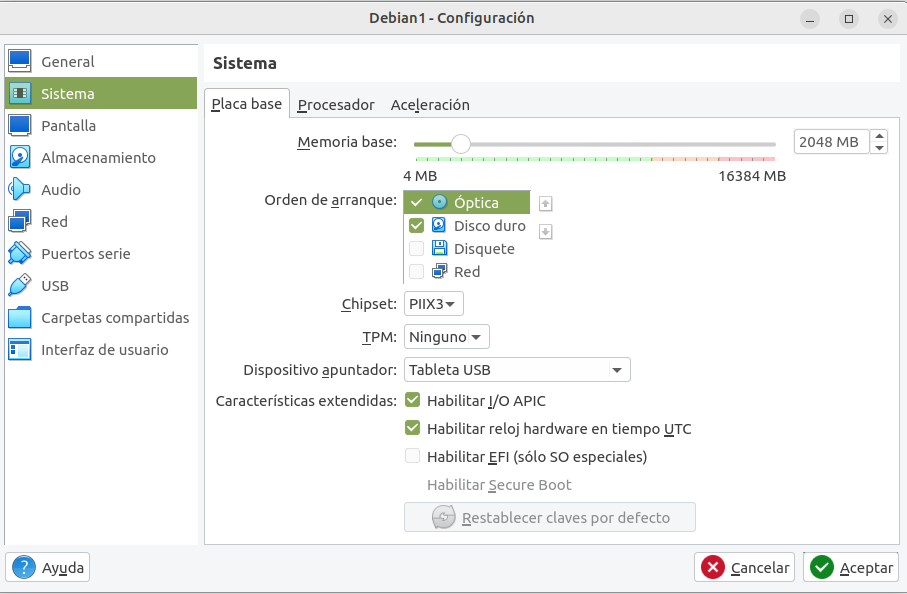 Debian1 - Configuración
General
Sistema
Pantalla
Almacenamiento
Audio
Red
Puertos serie
USB
Carpetas compartidas
Interfaz de usuario
Sistema
Placa base Procesador Aceleración
Memoria base: 2048 MB
4 MB 16384 MB
Orden de arranque: Óptica
Disco duro
Disquete
Red
Chipset: PIIX3
TPM: Ninguno
Dispositivo apuntador: Tableta USB
Características extendidas: Habilitar I/O APIC
Habilitar reloj hardware en tiempo UTC
Habilitar EFI (sólo SO especiales)
Habilitar Secure Boot
Restablecer claves por defecto
Ayuda Cancelar Aceptar